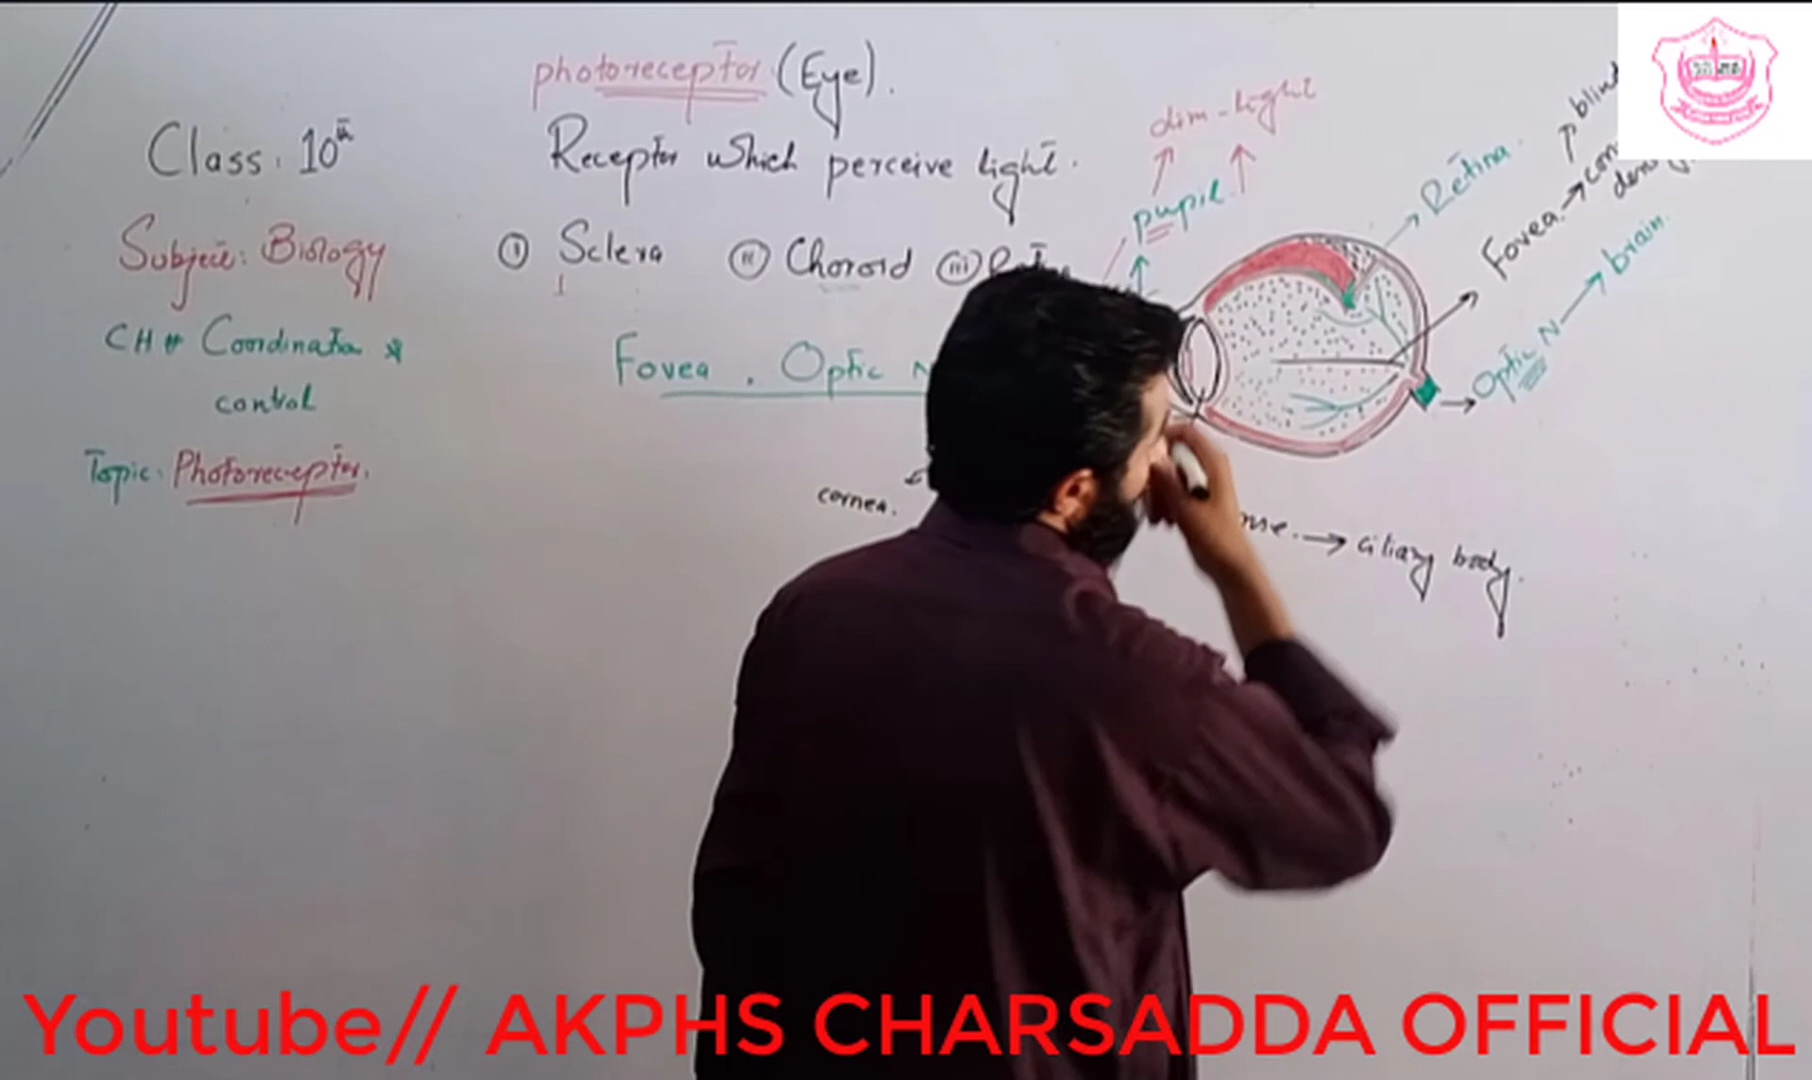 photoreceptor (Eye).
Class: 10th
Receptor which perceive light.
Subject: Biology
① Sclera ② Choroid ③
CH # Coordination &
control
Fovea, Optic N
Topic: Photoreceptor.
dim-light
pupil.
Retina.
Fovea. →
Optic N → brain.
cornea.
→ ciliary body.
Youtube// AKPHS CHARSADDA OFFICIAL